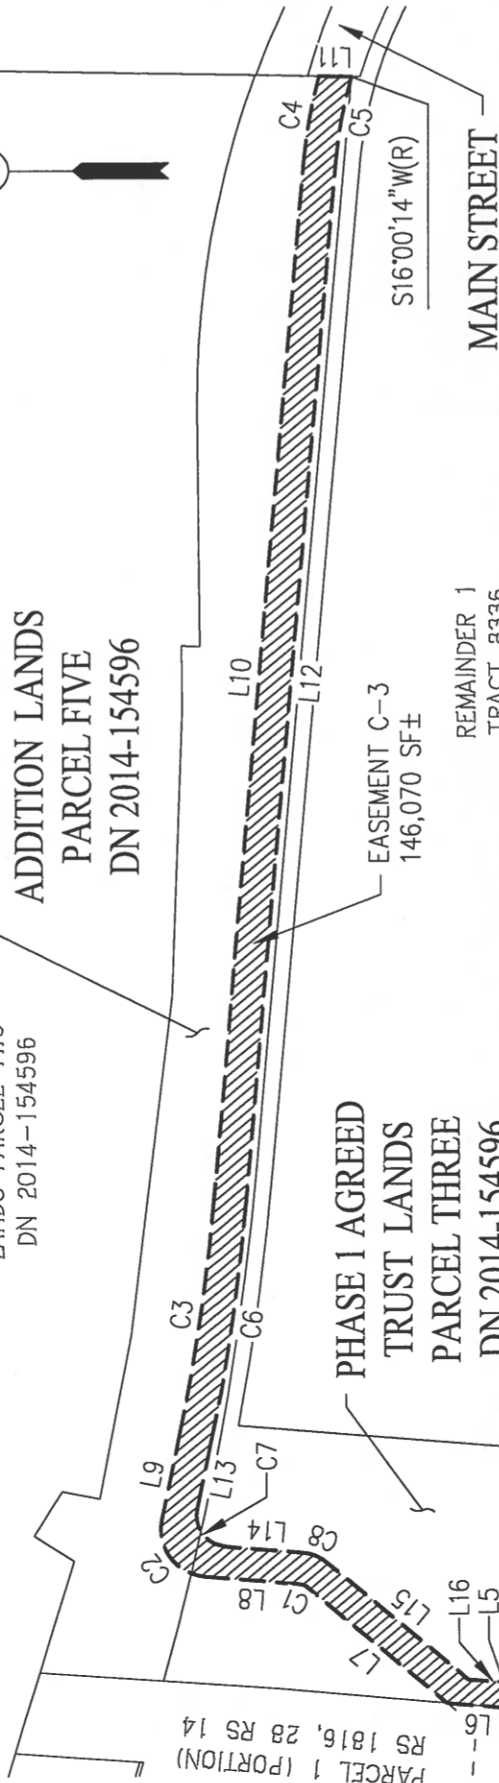 L11
C4
C5
S16°00'14"W(R)
MAIN STREET
ADDITION LANDS
PARCEL FIVE
DN 2014-154596
L10
L12
EASEMENT C-3
146,070 SF±
REMAINDER 1
DN 2014-154596
PHASE 1 AGREED
TRUST LANDS
PARCEL THREE
DN 2014-154596
C3
C6
L9
L13
C7
C2
L14
C8
L8
C1
L15
L7
L16
L5
L6
PARCEL 1 (PORTION)
RS 1816, 28 RS 14